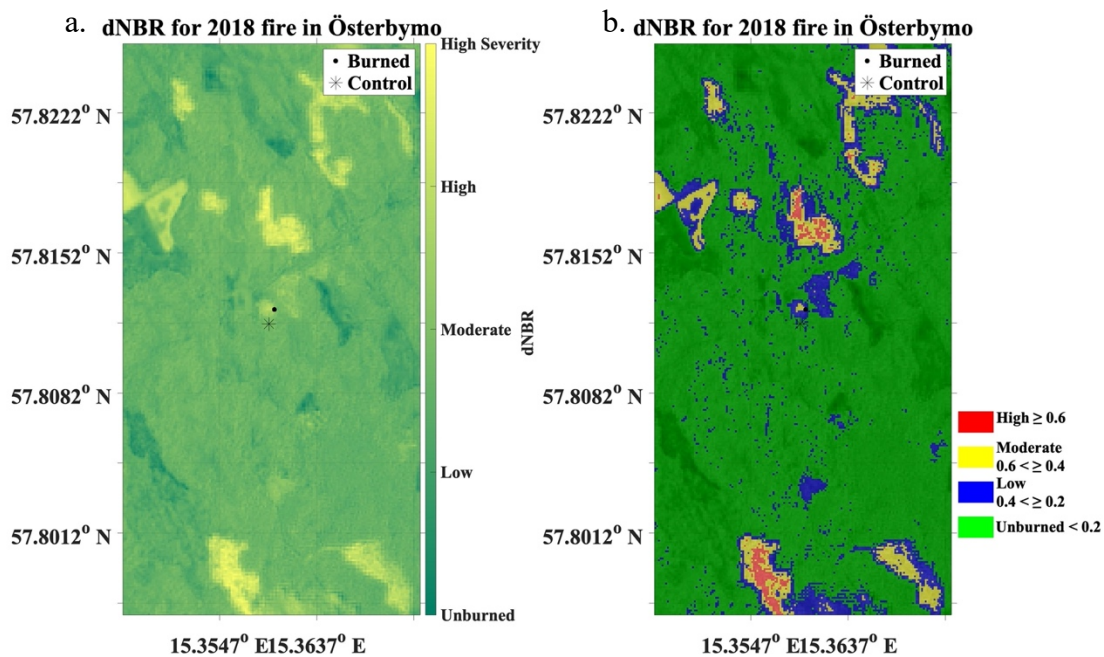 a.
dNBR for 2018 fire in Österbymo
Burned
Control
57.8222° N
57.8152° N
57.8082° N
57.8012° N
15.3547° E15.3637° E
High Severity
High
Moderate
Low
Unburned
dNBR
b.
dNBR for 2018 fire in Österbymo
Burned
Control
57.8222° N
57.8152° N
57.8082° N
57.8012° N
15.3547° E15.3637° E
High ≥ 0.6
Moderate
0.6 < ≥ 0.4
Low
0.4 < ≥ 0.2
Unburned < 0.2